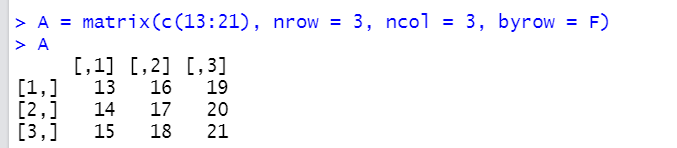 > A = matrix(c(13:21), nrow = 3, ncol = 3, byrow = F)
> A
     [,1] [,2] [,3]
[1,]   13   16   19
[2,]   14   17   20
[3,]   15   18   21